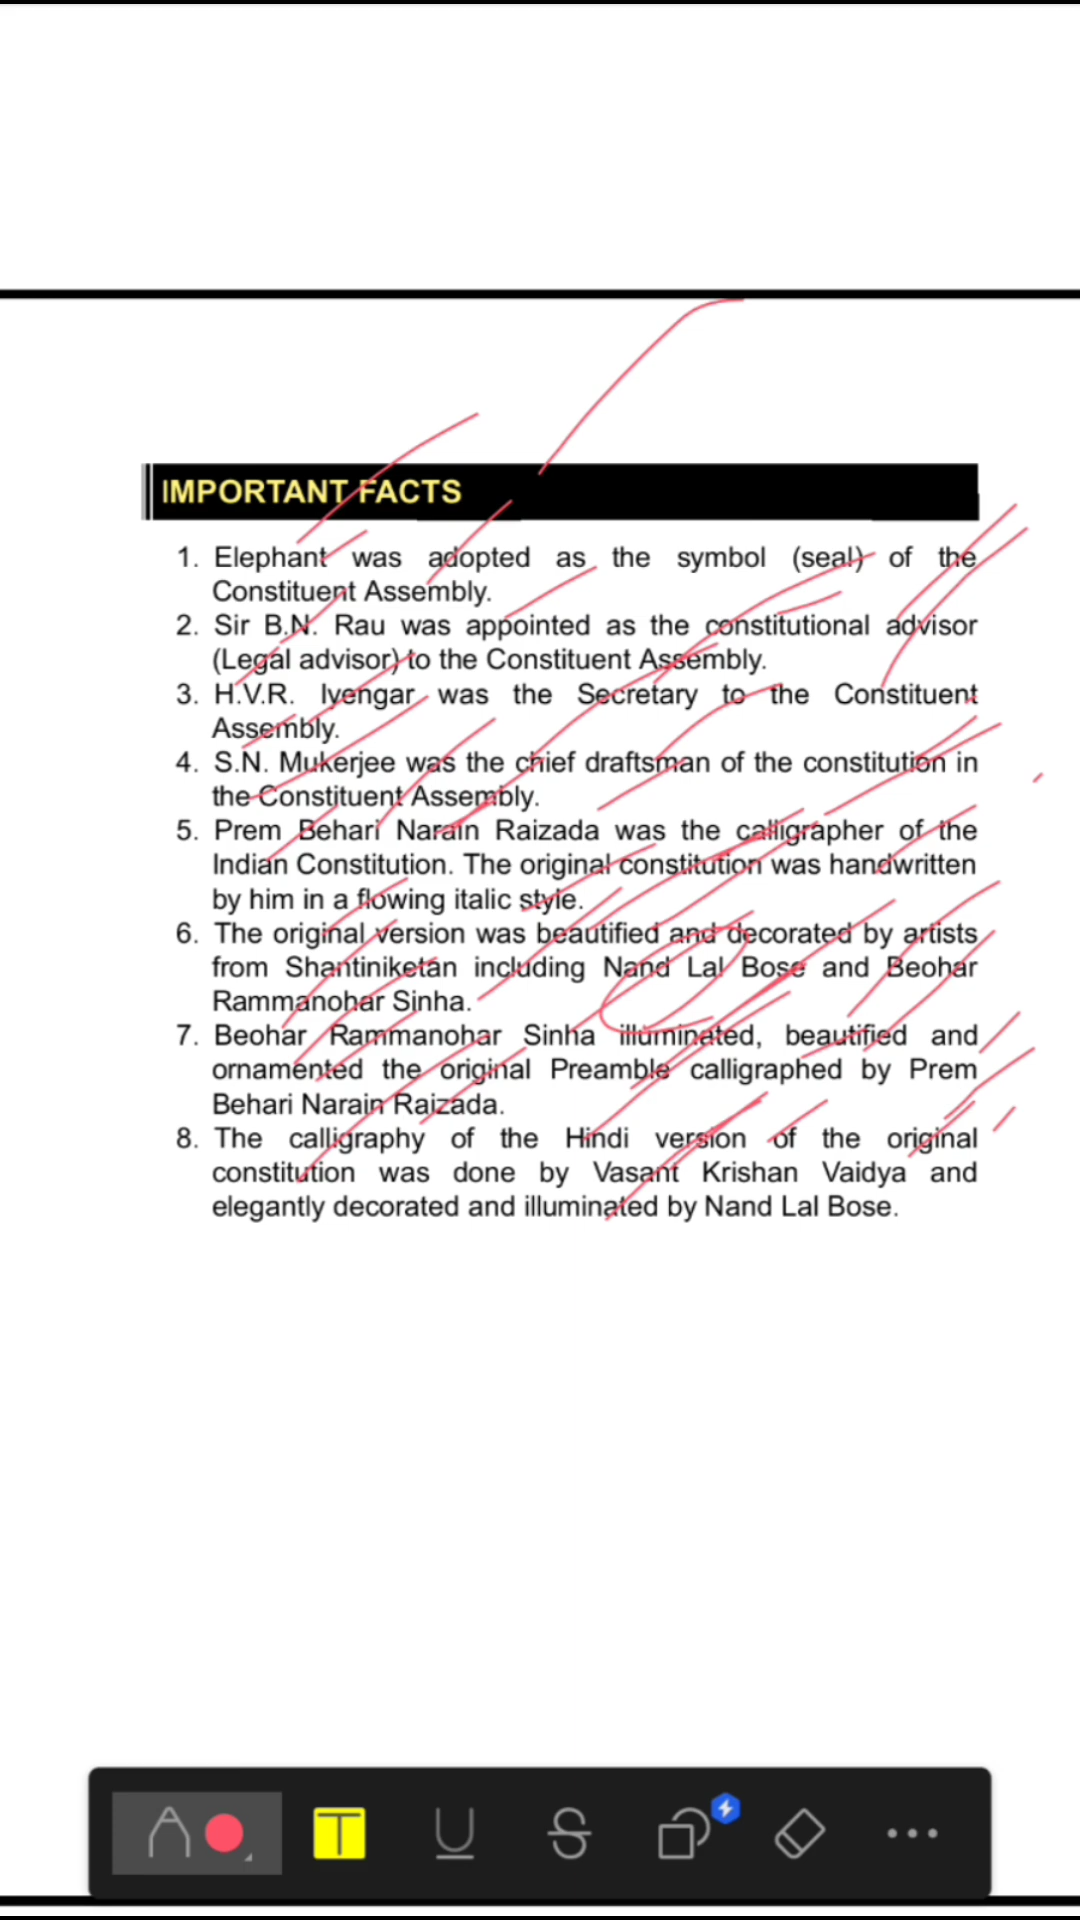 IMPORTANT FACTS
1. Elephant was adopted as the symbol (seal) of the
Constituent Assembly.
2. Sir B.N. Rau was appointed as the constitutional advisor
(Legal advisor) to the Constituent Assembly.
3. H.V.R. Iyengar was the Secretary to the Constituent
Assembly.
4. S.N. Mukerjee was the chief draftsman of the constitution in
the Constituent Assembly.
5. Prem Behari Narain Raizada was the calligrapher of the
Indian Constitution. The original constitution was handwritten
by him in a flowing italic style.
6. The original version was beautified and decorated by artists
from Shantiniketan including Nand Lal Bose and Beohar
Rammanohar Sinha.
7. Beohar Rammanohar Sinha illuminated, beautified and
ornamented the original Preamble calligraphed by Prem
Behari Narain Raizada.
8. The calligraphy of the Hindi version of the original
constitution was done by Vasant Krishan Vaidya and
elegantly decorated and illuminated by Nand Lal Bose.
T U S